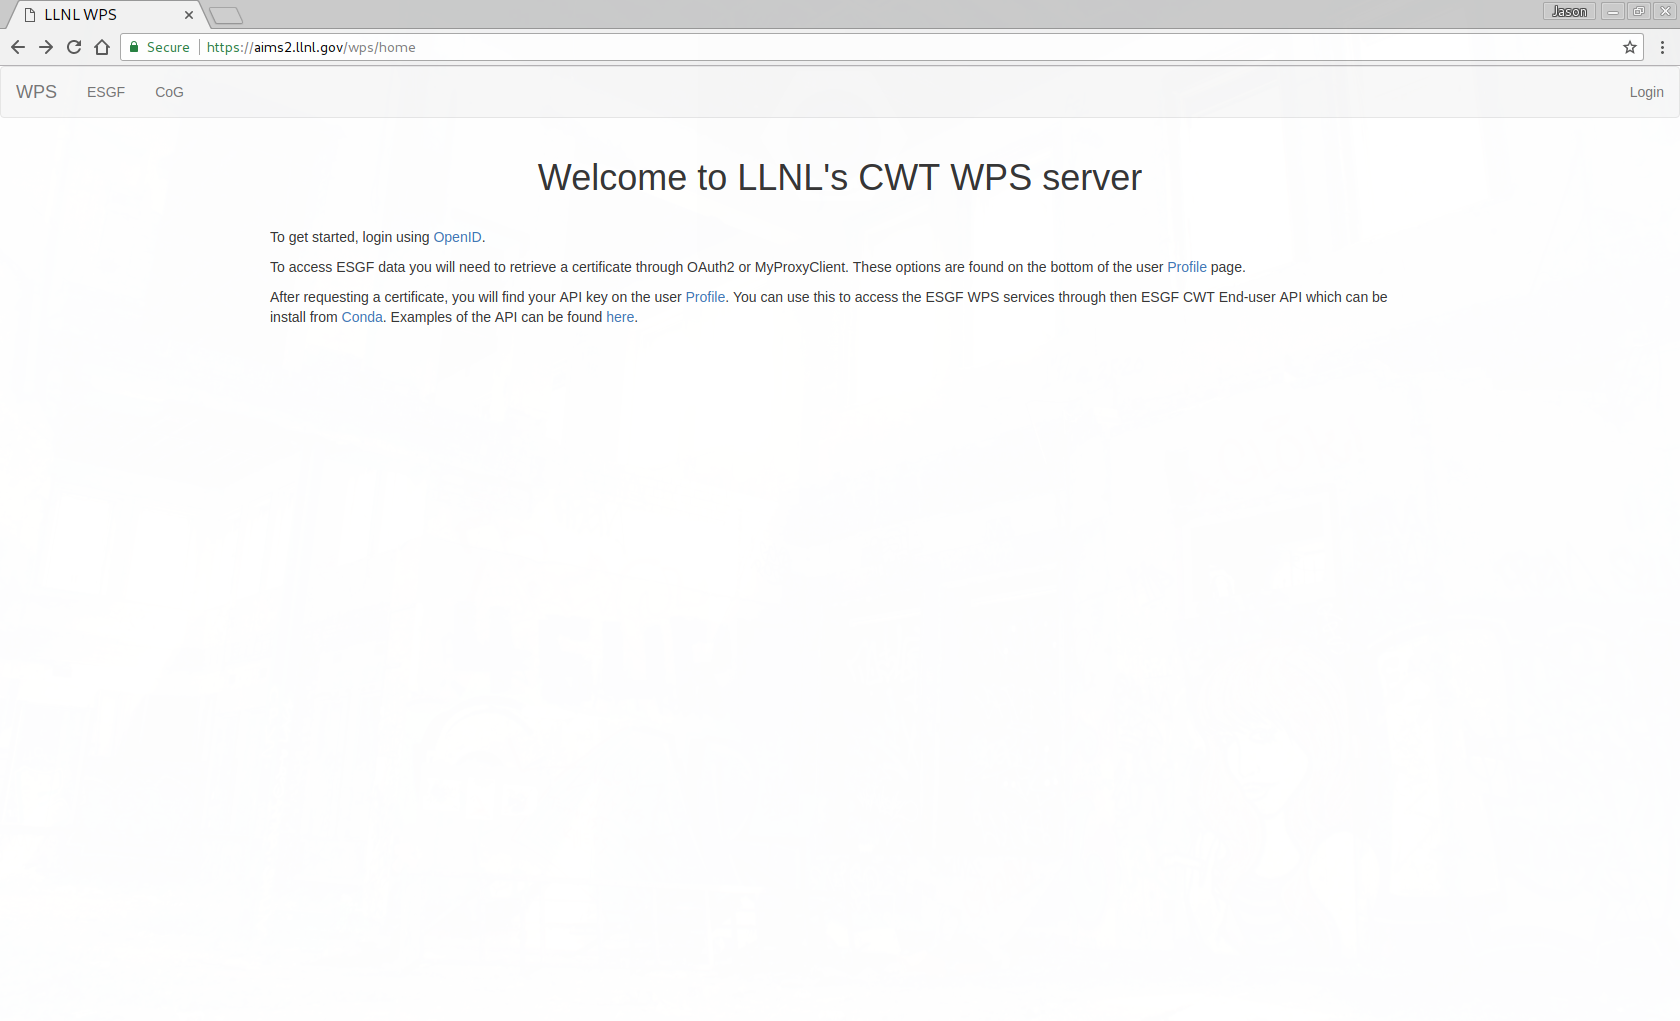 LLNL WPS
Jason
Secure https://aims2.llnl.gov/wps/home
WPS ESGF CoG Login
Welcome to LLNL's CWT WPS server
To get started, login using OpenID.
To access ESGF data you will need to retrieve a certificate through OAuth2 or MyProxyClient. These options are found on the bottom of the user Profile page.
After requesting a certificate, you will find your API key on the user Profile. You can use this to access the ESGF WPS services through then ESGF CWT End-user API which can be
install from Conda. Examples of the API can be found here.